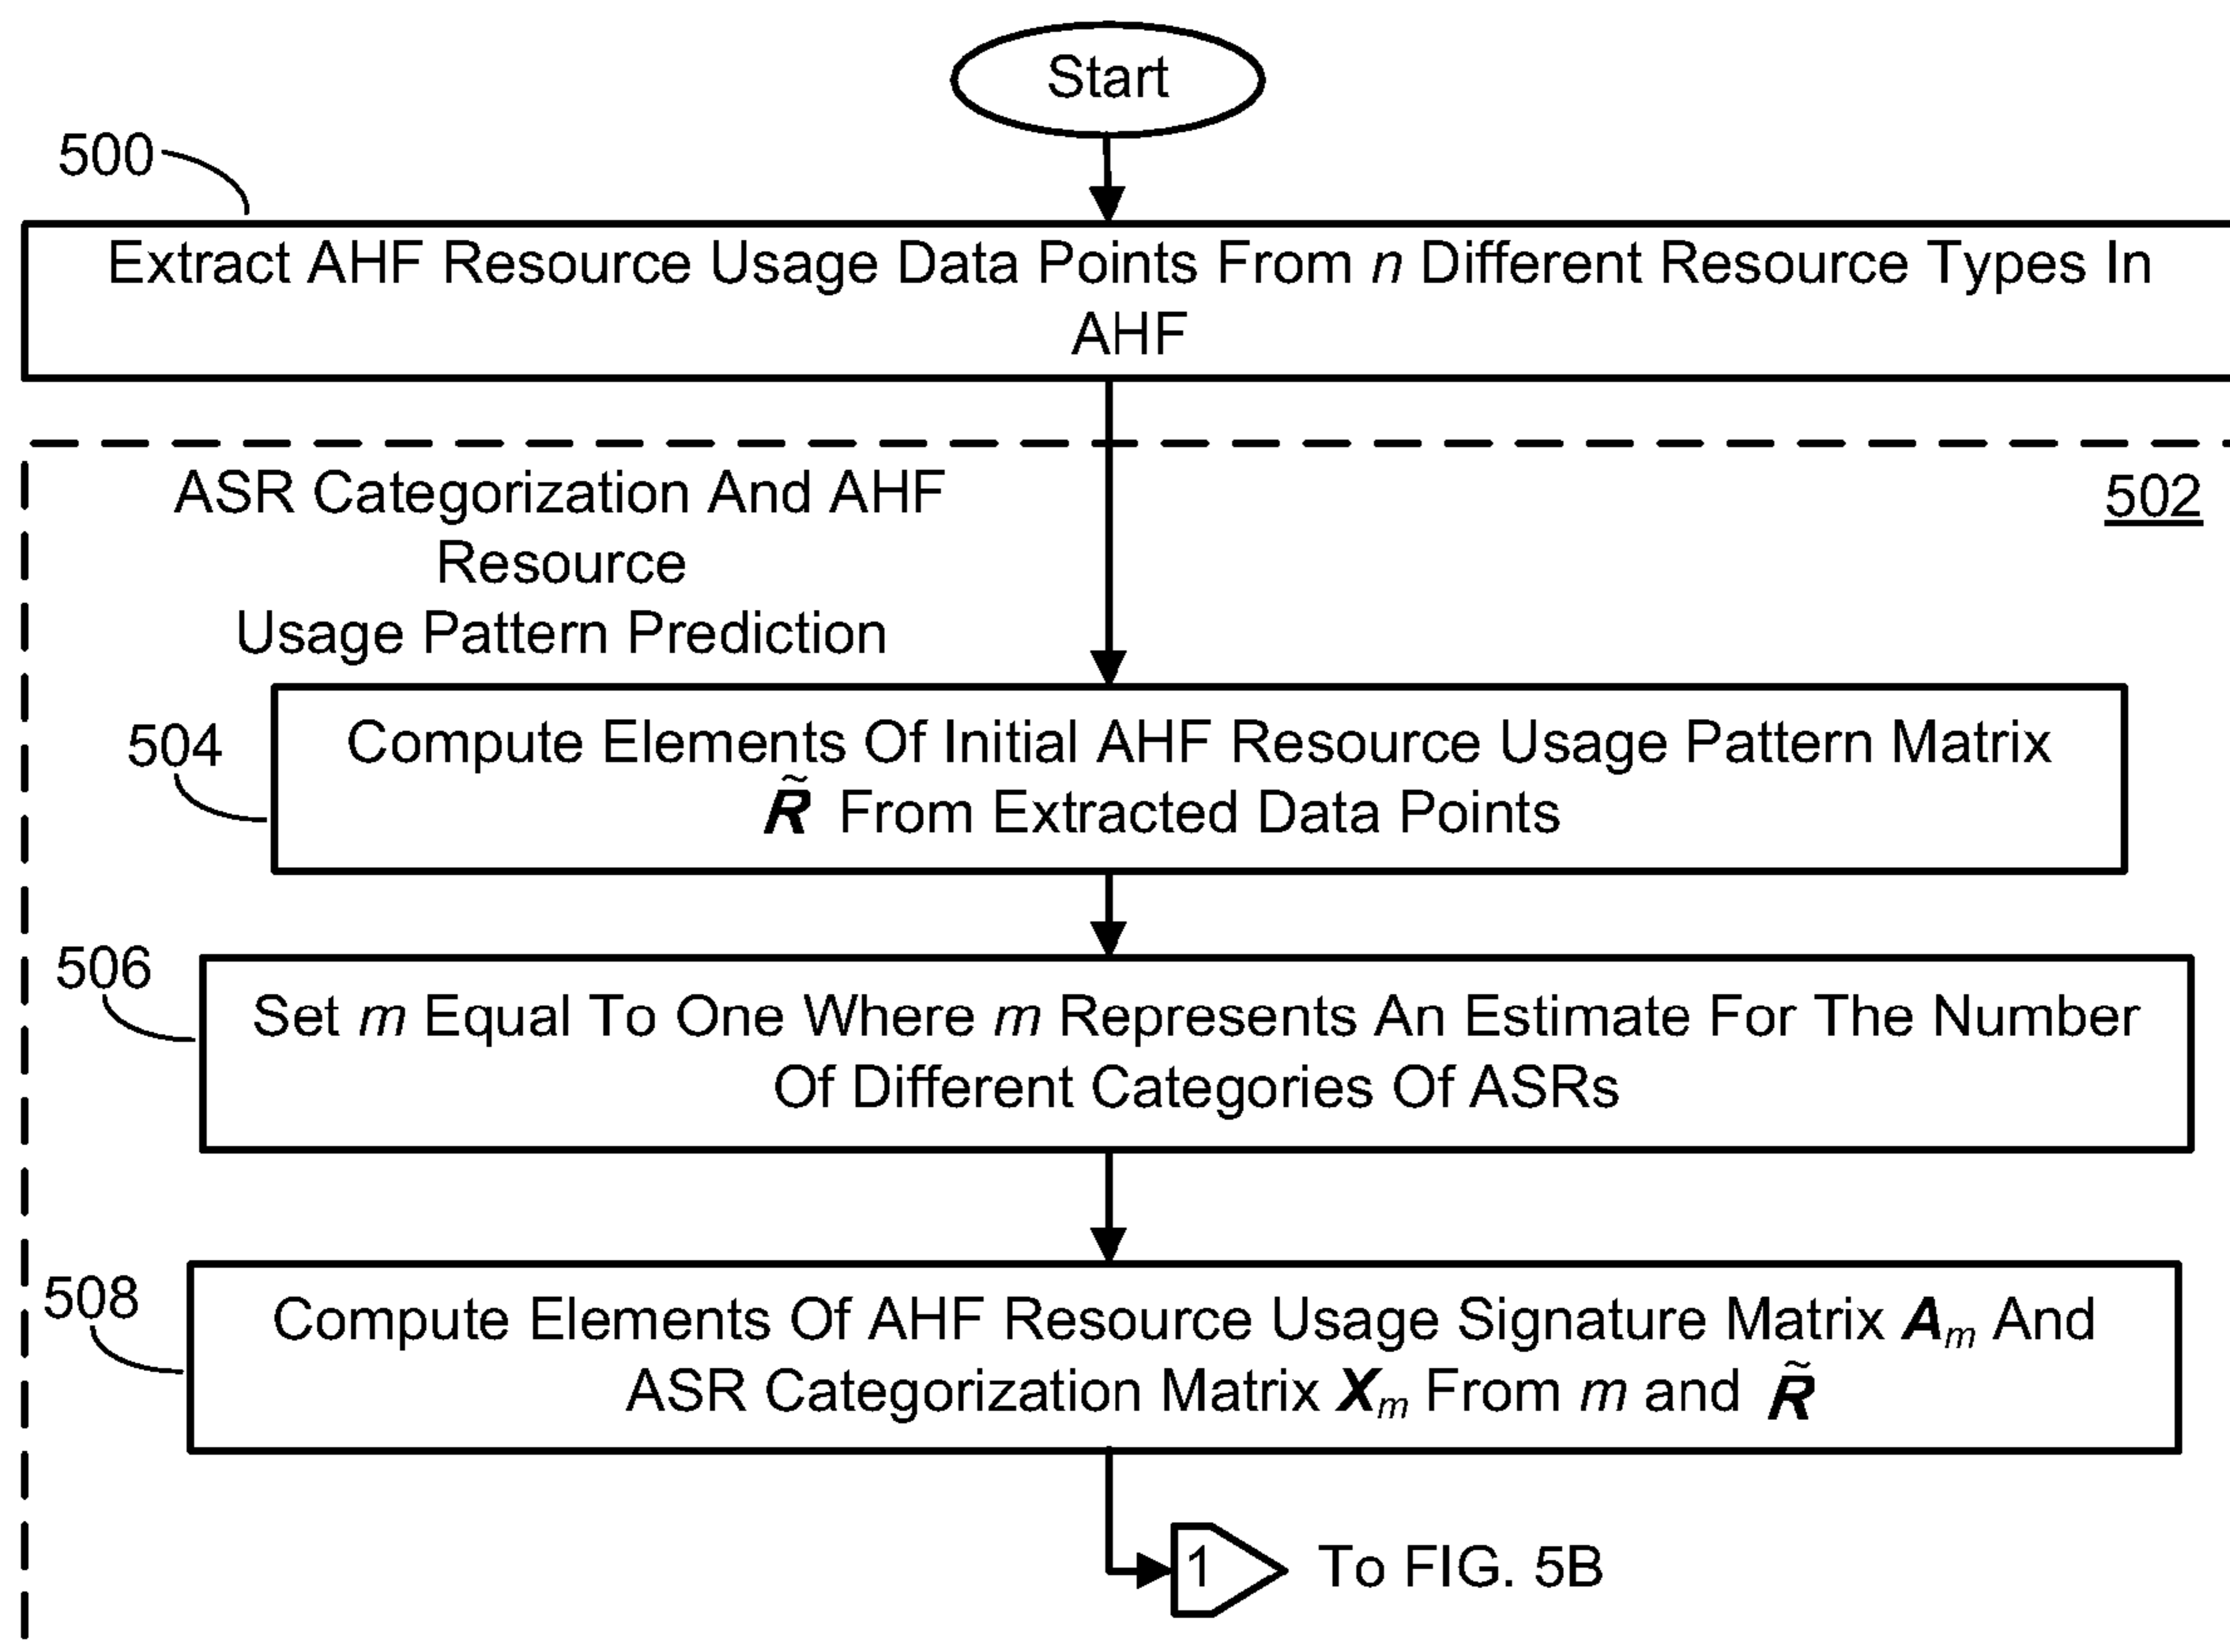 Start
500
Extract AHF Resource Usage Data Points From n Different Resource Types In
AHF
ASR Categorization And AHF
Resource
Usage Pattern Prediction
502
504
Compute Elements Of Initial AHF Resource Usage Pattern Matrix
R̃ From Extracted Data Points
506
Set m Equal To One Where m Represents An Estimate For The Number
Of Different Categories Of ASRs
508
Compute Elements Of AHF Resource Usage Signature Matrix Aₘ And
ASR Categorization Matrix Xₘ From m and R̃
1
To FIG. 5B